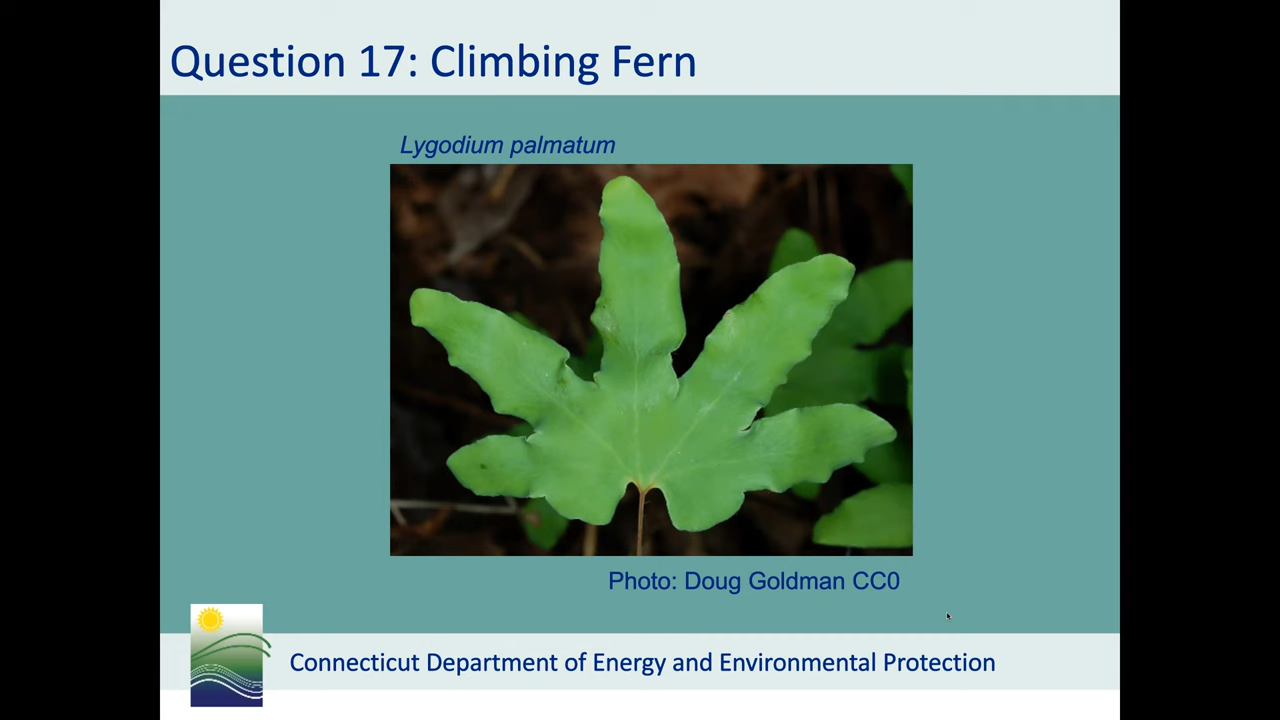 Question 17: Climbing Fern
Lygodium palmatum
Photo: Doug Goldman CC0
Connecticut Department of Energy and Environmental Protection